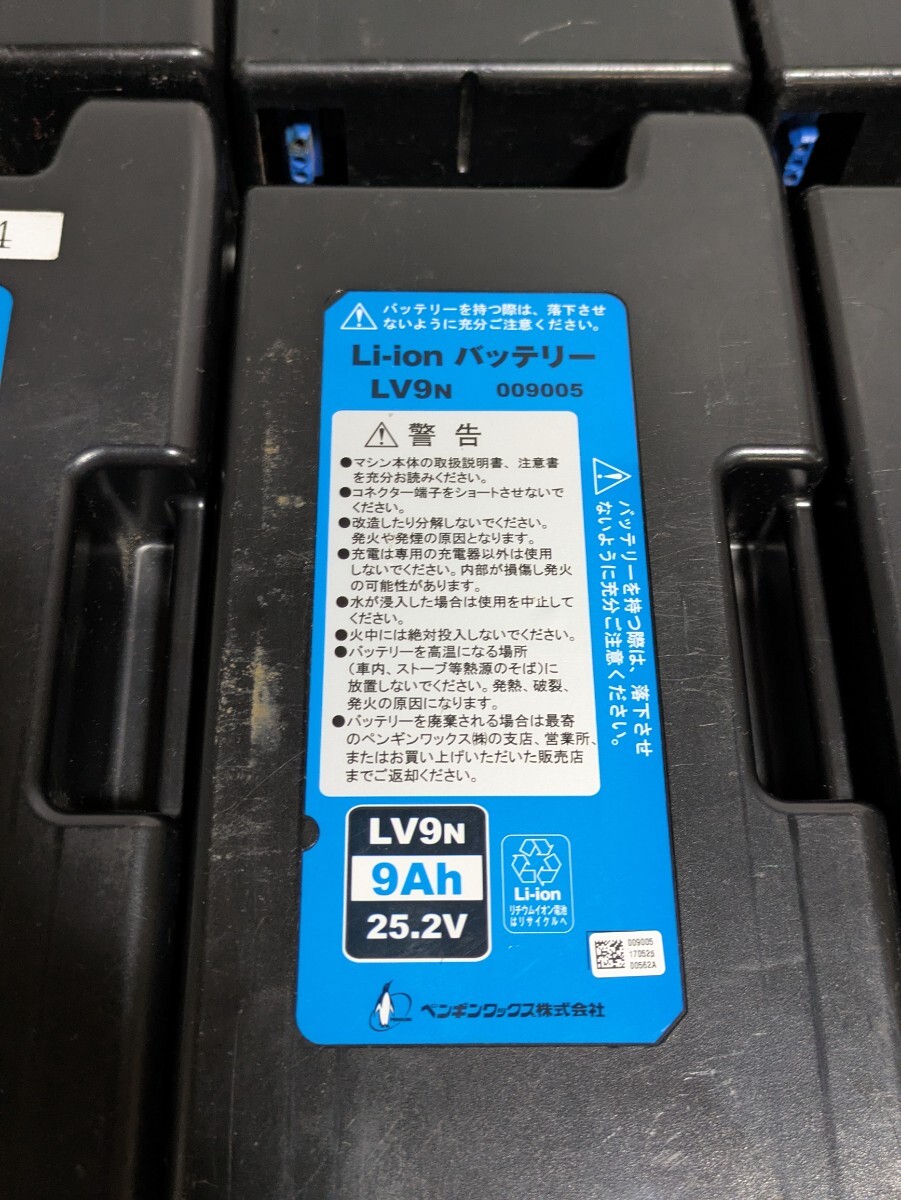 4
バッテリーを持つ際は、落下させ
ないように充分ご注意ください。
Li-ion バッテリー
LV9N 009005
警告
●マシン本体の取扱説明書、注意書
を充分お読みください。
●コネクター端子をショートさせないで
ください。
●改造したり分解しないでください。
発火や発煙の原因となります。
●充電は専用の充電器以外は使用
しないでください。内部が損傷し発火
の可能性があります。
●水が浸入した場合は使用を中止して
ください。
●火中には絶対投入しないでください。
●バッテリーを高温になる場所
（車内、ストーブ等熱源のそば）に
放置しないでください。発熱、破裂、
発火の原因になります。
●バッテリーを廃棄される場合は最寄
のペンギンワックス㈱の支店、営業所、
またはお買い上げいただいた販売店
までご返却ください。
バッテリーを持つ際は、落下させ
ないように充分ご注意ください。
LV9N
9Ah
25.2V
Li-ion
リチウムイオン電池
はリサイクルへ
009005
170525
00562A
ペンギンワックス株式会社